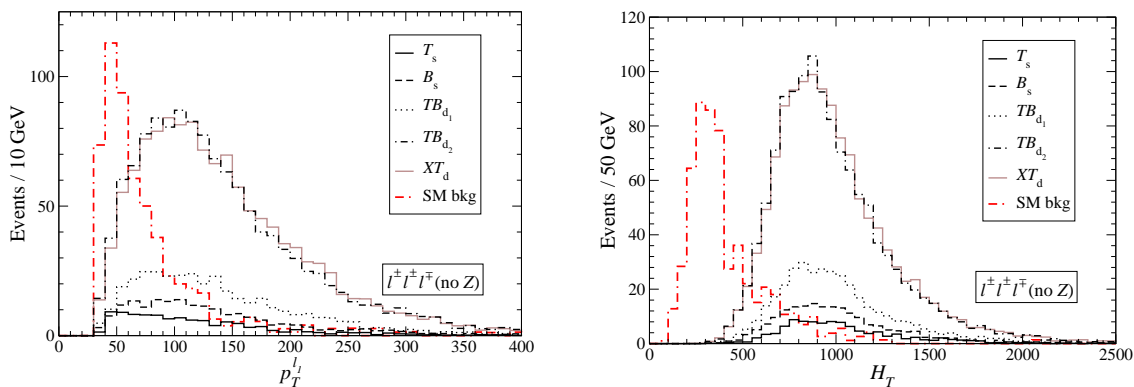 Events / 10 GeV
100
50
0
0 50 100 150 200 250 300 350 400
p_T^{l_1}
T_s
B_s
TB_{d_1}
TB_{d_2}
XT_d
SM bkg
l^± l^± l^∓ (no Z)
Events / 50 GeV
120
100
80
60
40
20
0
0 500 1000 1500 2000 2500
H_T
T_s
B_s
TB_{d_1}
TB_{d_2}
XT_d
SM bkg
l^± l^± l^∓ (no Z)